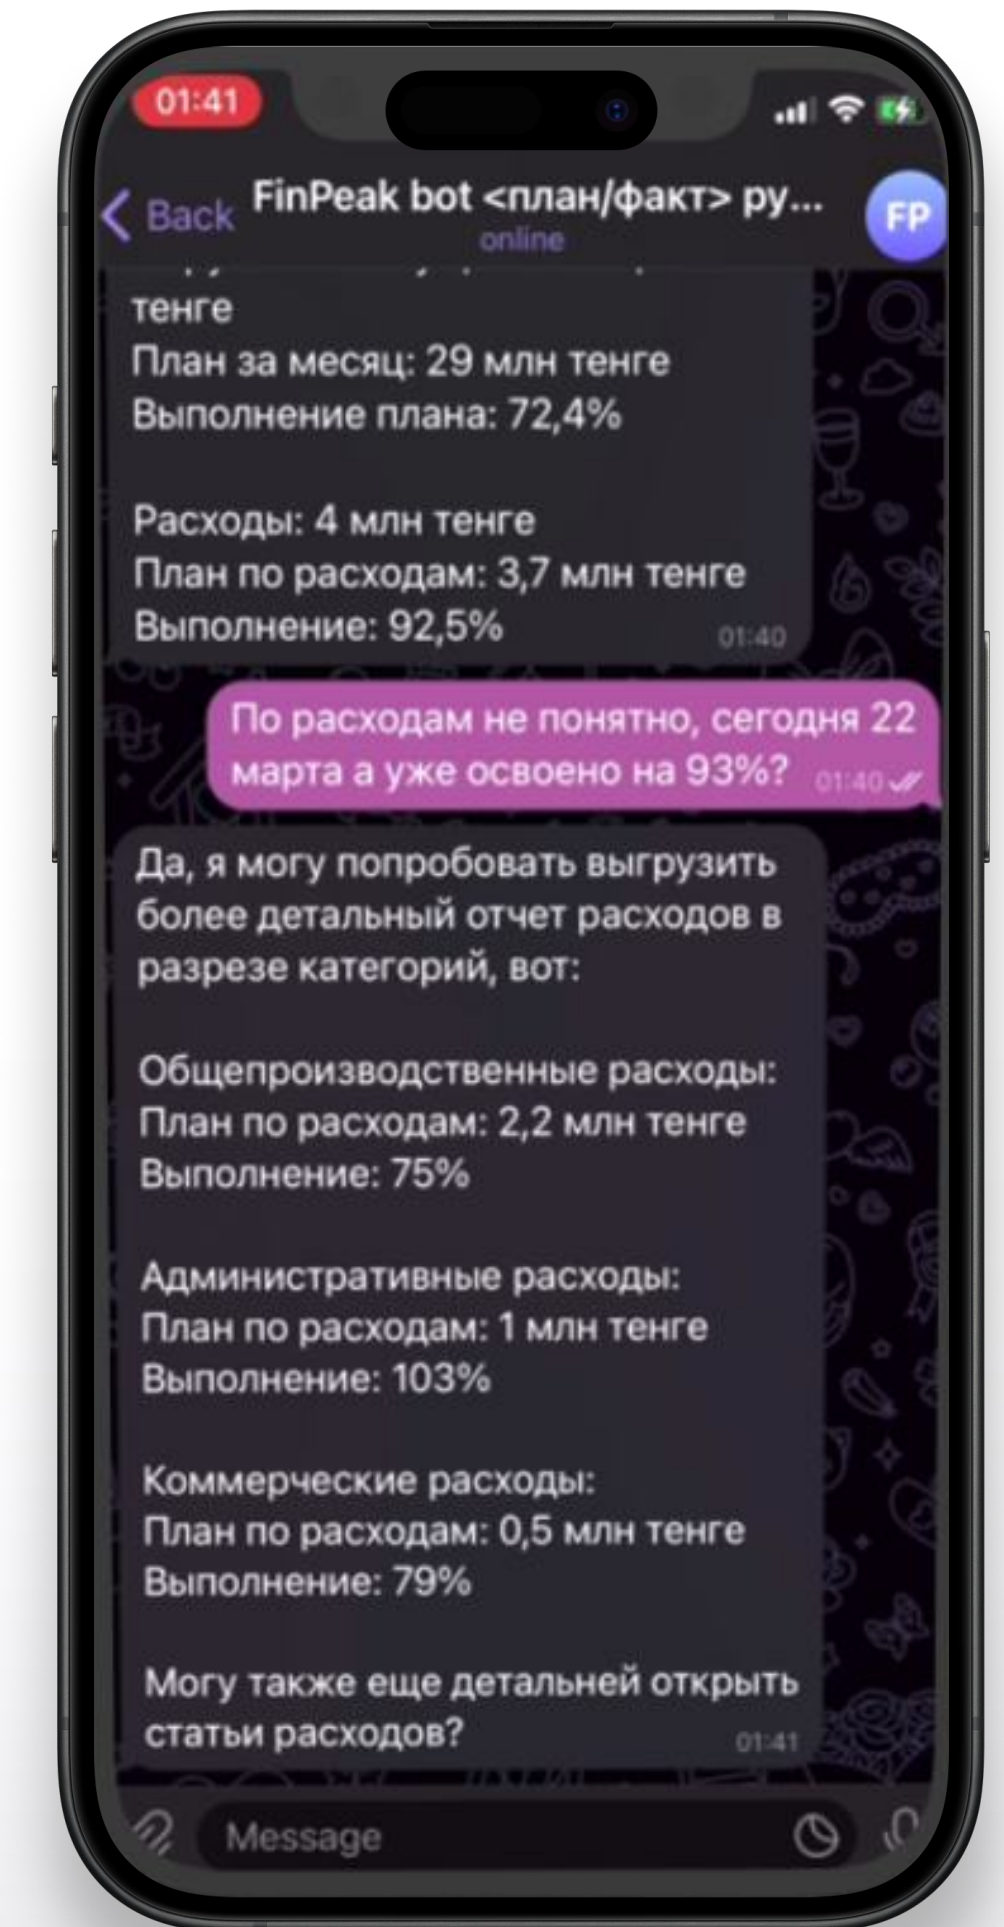 01:41
Back
FinPeak bot <план/факт> ру...
online
FP
тенге
План за месяц: 29 млн тенге
Выполнение плана: 72,4%
Расходы: 4 млн тенге
План по расходам: 3,7 млн тенге
Выполнение: 92,5%
01:40
По расходам не понятно, сегодня 22
марта а уже освоено на 93%?
01:40
Да, я могу попробовать выгрузить
более детальный отчет расходов в
разрезе категорий, вот:
Общепроизводственные расходы:
План по расходам: 2,2 млн тенге
Выполнение: 75%
Административные расходы:
План по расходам: 1 млн тенге
Выполнение: 103%
Коммерческие расходы:
План по расходам: 0,5 млн тенге
Выполнение: 79%
Могу также еще детальней открыть
статьи расходов?
01:41
Message